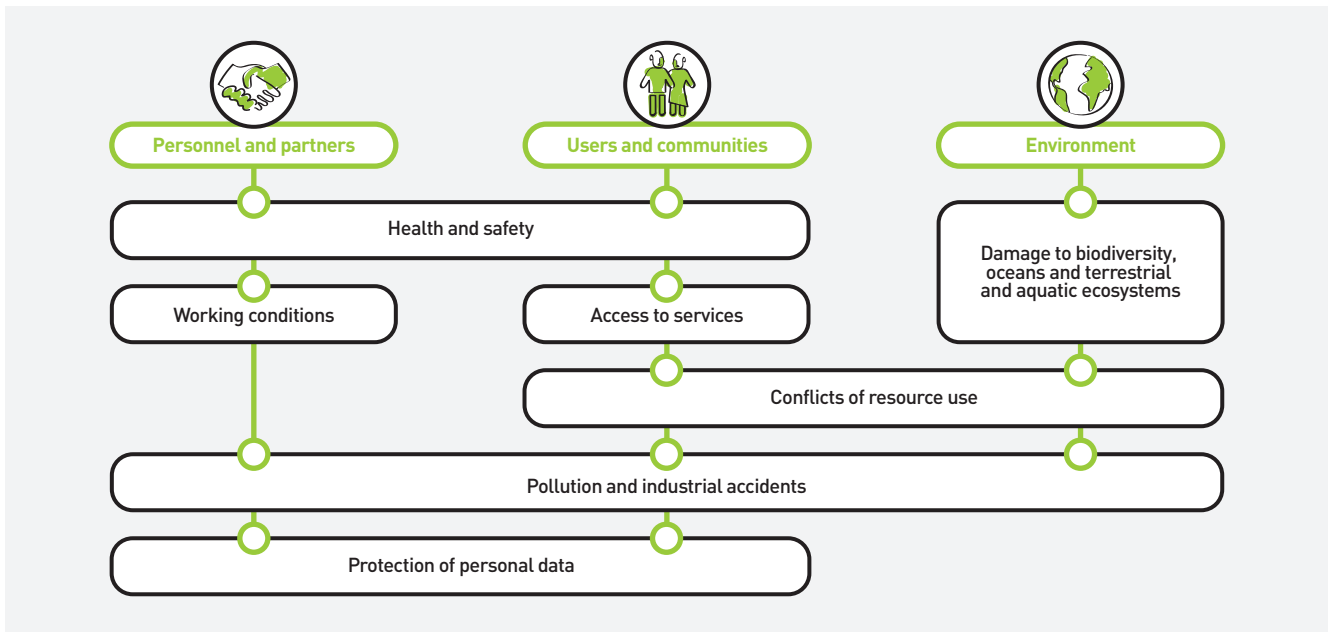 Personnel and partners
Users and communities
Environment
Health and safety
Damage to biodiversity,
oceans and terrestrial
and aquatic ecosystems
Working conditions
Access to services
Conflicts of resource use
Pollution and industrial accidents
Protection of personal data